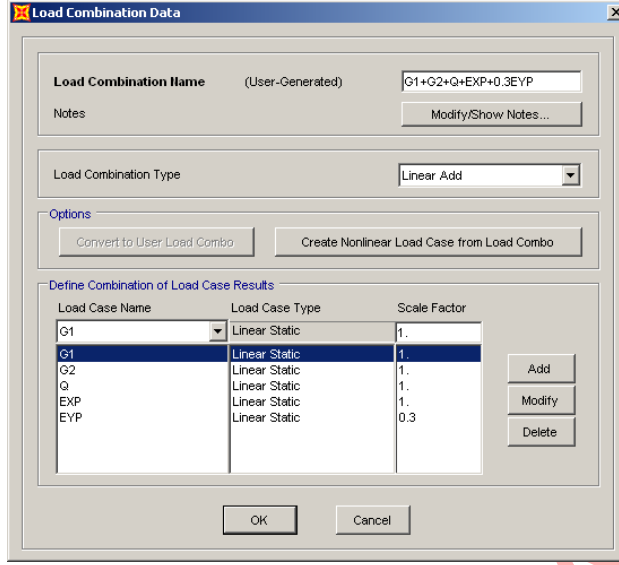 Load Combination Data
Load Combination Name (User-Generated) G1+G2+Q+EXP+0.3EYP
Notes Modify/Show Notes...
Load Combination Type Linear Add
Options
Convert to User Load Combo Create Nonlinear Load Case from Load Combo
Define Combination of Load Case Results
Load Case Name Load Case Type Scale Factor
G1 Linear Static 1.
G1 Linear Static 1.
G2 Linear Static 1.
Q Linear Static 1.
EXP Linear Static 1.
EYP Linear Static 0.3
Add
Modify
Delete
OK Cancel